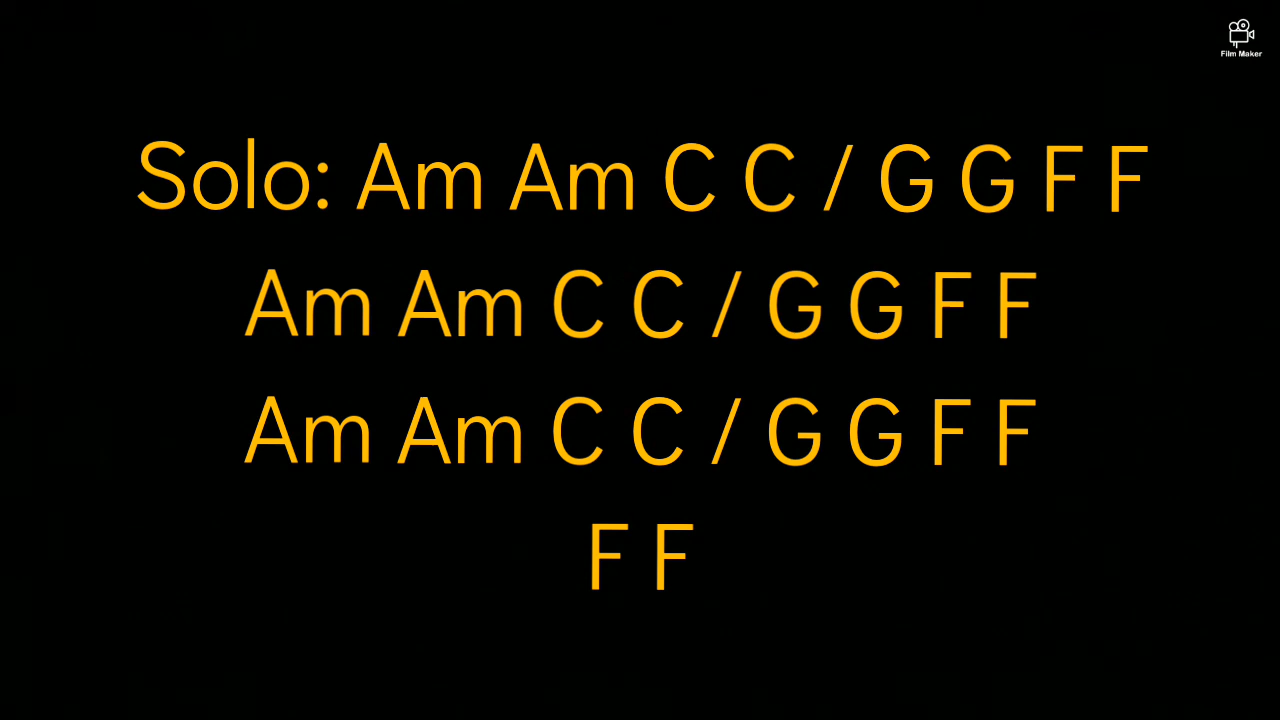 Film Maker
Solo: Am Am C C / G G F F
Am Am C C / G G F F
Am Am C C / G G F F
F F